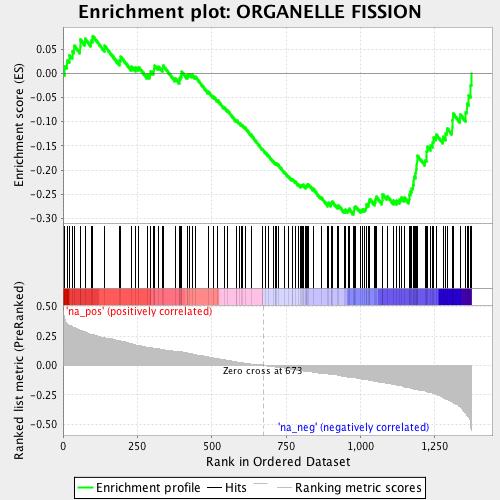 Enrichment plot: ORGANELLE FISSION
Enrichment score (ES)
0.05
0.00
-0.05
-0.10
-0.15
-0.20
-0.25
-0.30
'na_pos' (positively correlated)
Ranked list metric (PreRanked)
0.50
0.25
0.00
-0.25
-0.50
Zero cross at 673
'na_neg' (negatively correlated)
0
250
500
750
1,000
1,250
Rank in Ordered Dataset
Enrichment profile
Hits
Ranking metric scores